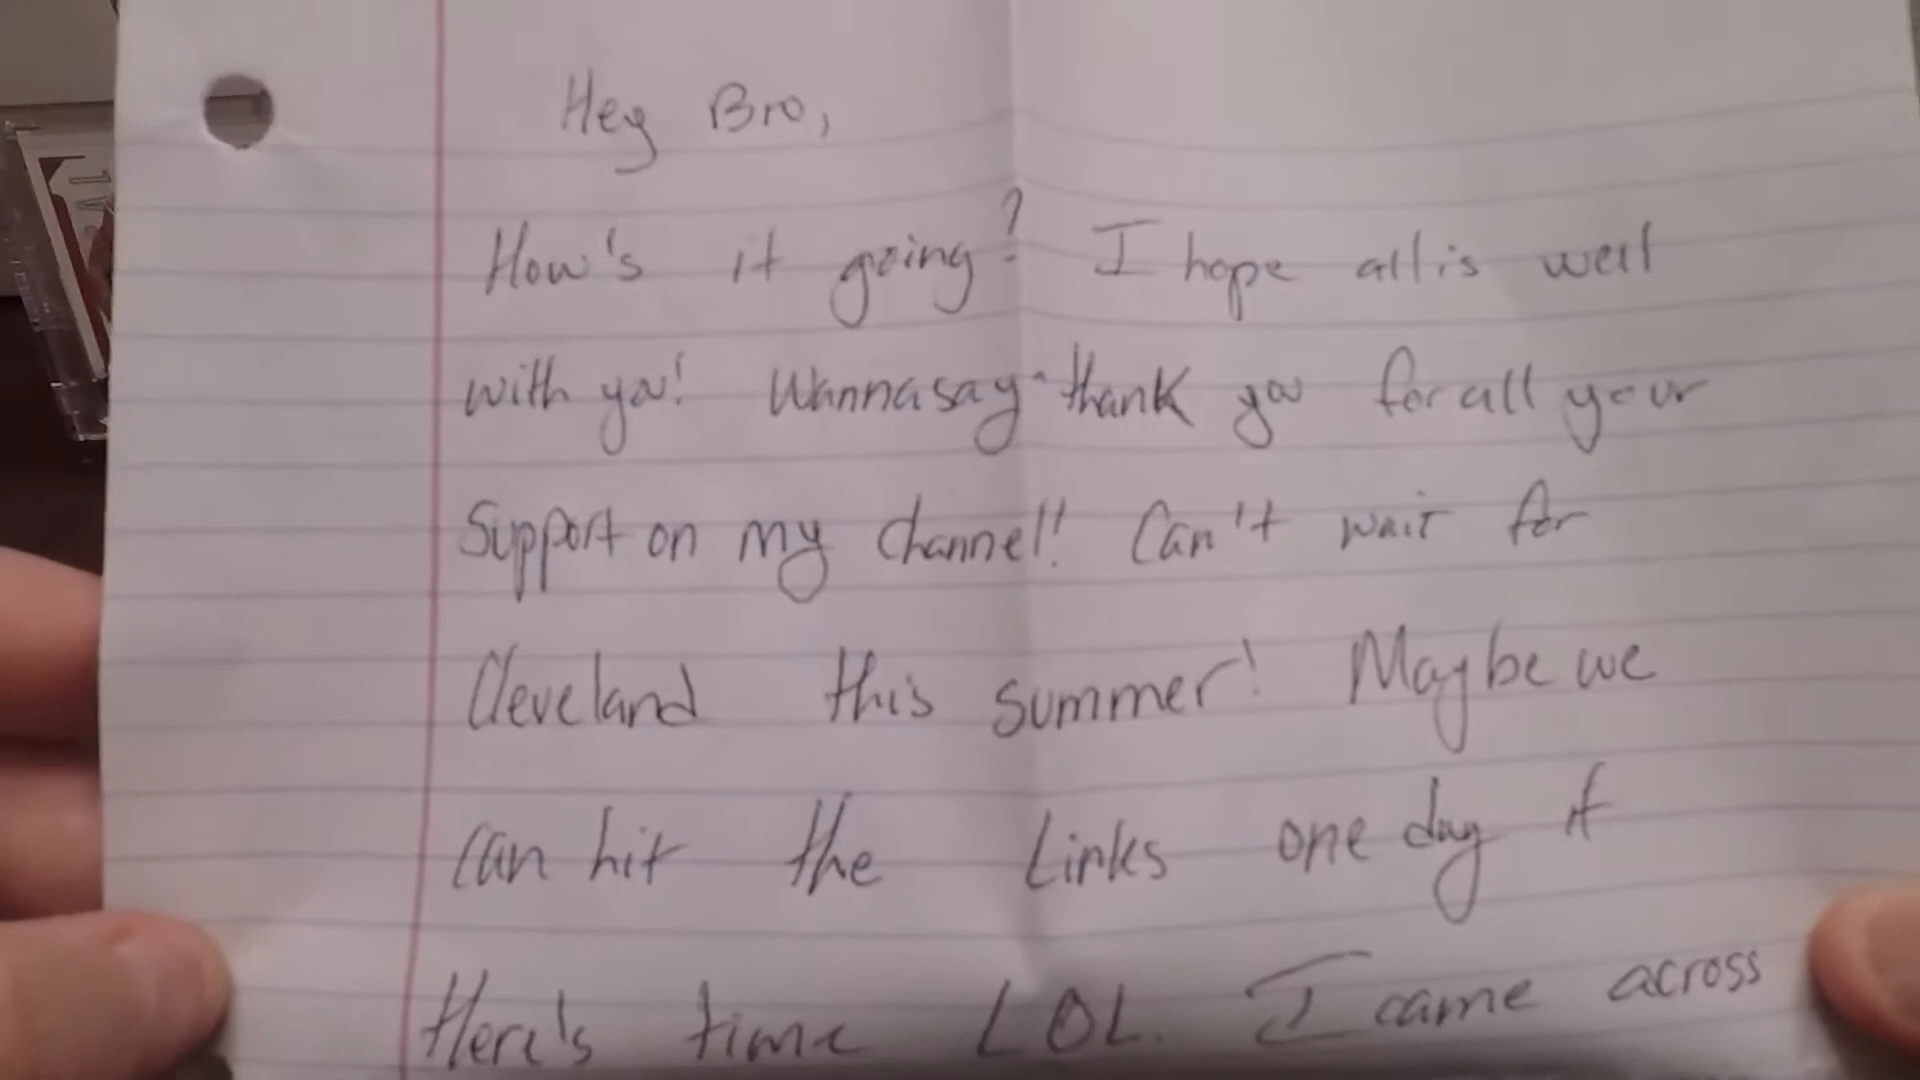 Hey Bro,
How's it going? I hope all is well
with you! Wanna say thank you for all your
Support on my channel! Can't wait for
Cleveland this summer! Maybe we
can hit the Links one day if
Here's time LOL. I came across